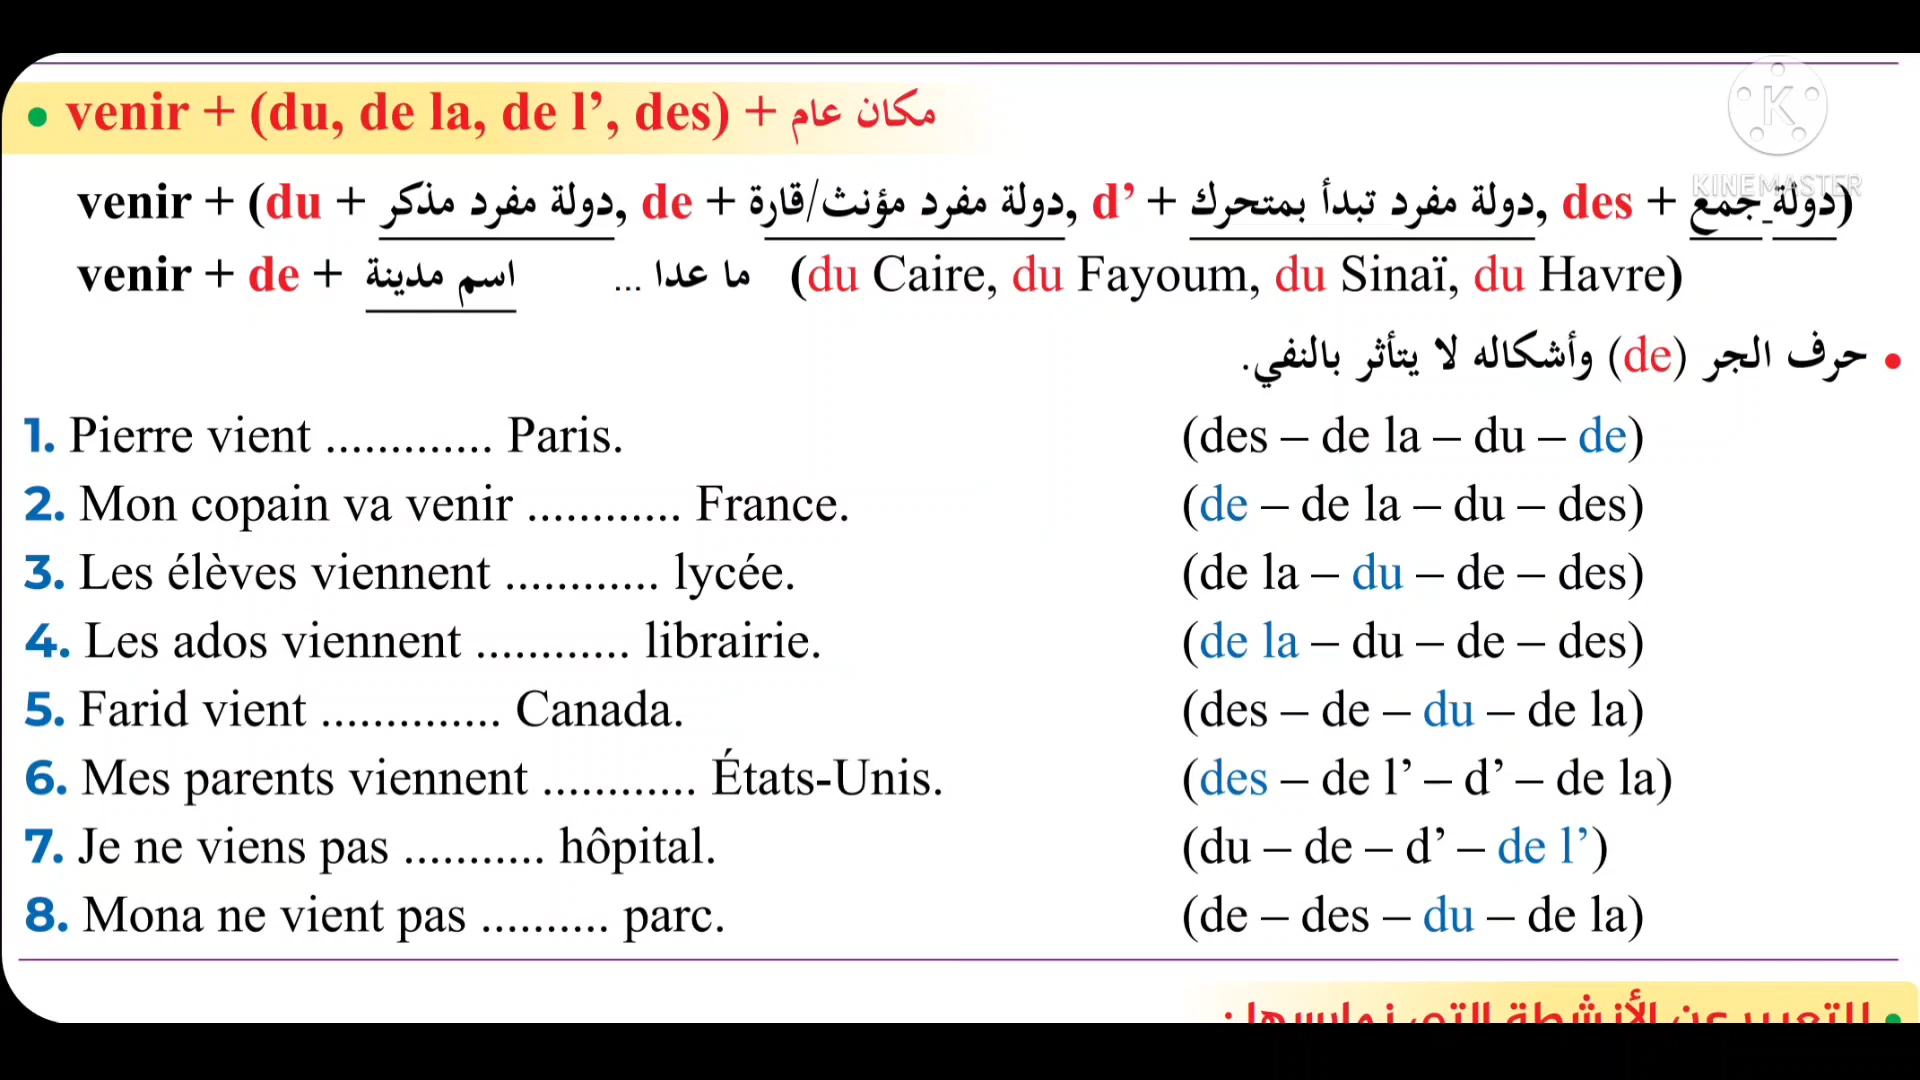 K
KINEMASTER
• venir + (du, de la, de l’, des) + مكان عام
venir + (du + دولة مفرد مذكر, de + دولة مفرد مؤنث/قارة, d’ + دولة مفرد تبدأ بمتحرك, des + دولة جمع)
venir + de + اسم مدينة ... ما عدا (du Caire, du Fayoum, du Sinaï, du Havre)
• حرف الجر (de) وأشكاله لا يتأثر بالنفي.
1. Pierre vient ............. Paris. (des – de la – du – de)
2. Mon copain va venir ............ France. (de – de la – du – des)
3. Les élèves viennent ............ lycée. (de la – du – de – des)
4. Les ados viennent ............ librairie. (de la – du – de – des)
5. Farid vient .............. Canada. (des – de – du – de la)
6. Mes parents viennent ............ États-Unis. (des – de l’ – d’ – de la)
7. Je ne viens pas ........... hôpital. (du – de – d’ – de l’)
8. Mona ne vient pas .......... parc. (de – des – du – de la)
• للتعبير عن الأنشطة التي نمارسها :